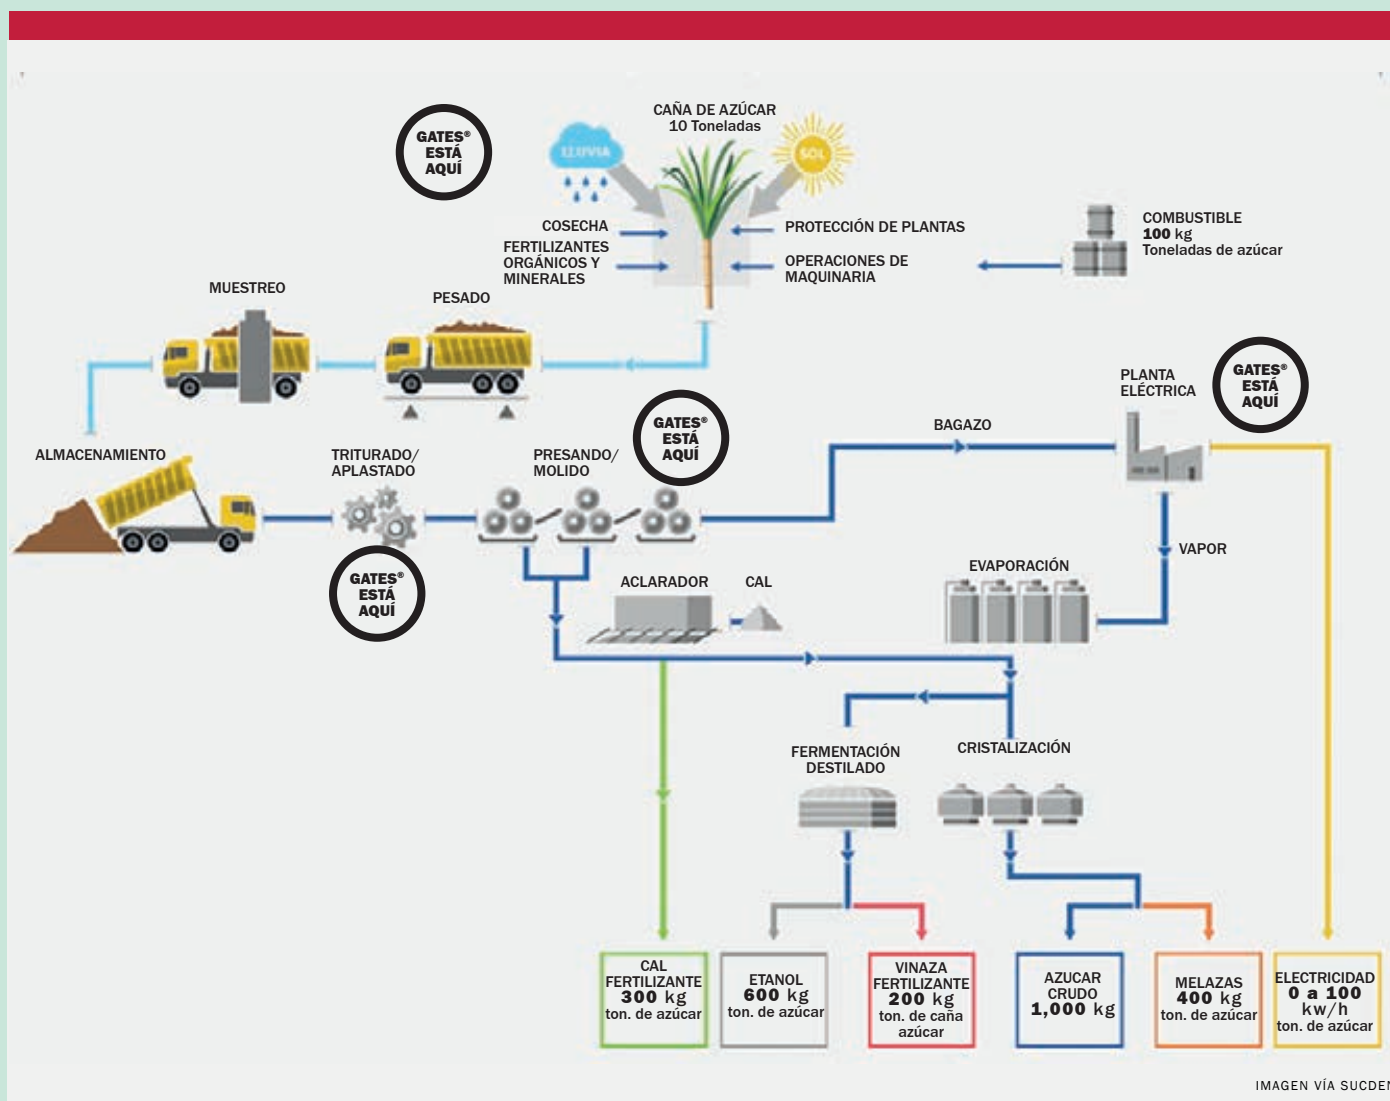 CAÑA DE AZÚCAR
10 Toneladas
GATES®
ESTÁ
AQUÍ
LLUVIA
SOL
COSECHA
FERTILIZANTES
ORGÁNICOS Y
MINERALES
PROTECCIÓN DE PLANTAS
OPERACIONES DE
MAQUINARIA
COMBUSTIBLE
100 kg
Toneladas de azúcar
MUESTREO
PESADO
ALMACENAMIENTO
TRITURADO/
APLASTADO
GATES®
ESTÁ
AQUÍ
PRESANDO/
MOLIDO
GATES®
ESTÁ
AQUÍ
BAGAZO
PLANTA
ELÉCTRICA
GATES®
ESTÁ
AQUÍ
VAPOR
EVAPORACIÓN
ACLARADOR
CAL
FERMENTACIÓN
DESTILADO
CRISTALIZACIÓN
CAL
FERTILIZANTE
300 kg
ton. de azúcar
ETANOL
600 kg
ton. de azúcar
VINAZA
FERTILIZANTE
200 kg
ton. de caña
azúcar
AZUCAR
CRUDO
1,000 kg
MELAZAS
400 kg
ton. de azúcar
ELECTRICIDAD
0 a 100
kw/h
ton. de azúcar
IMAGEN VÍA SUCDEN